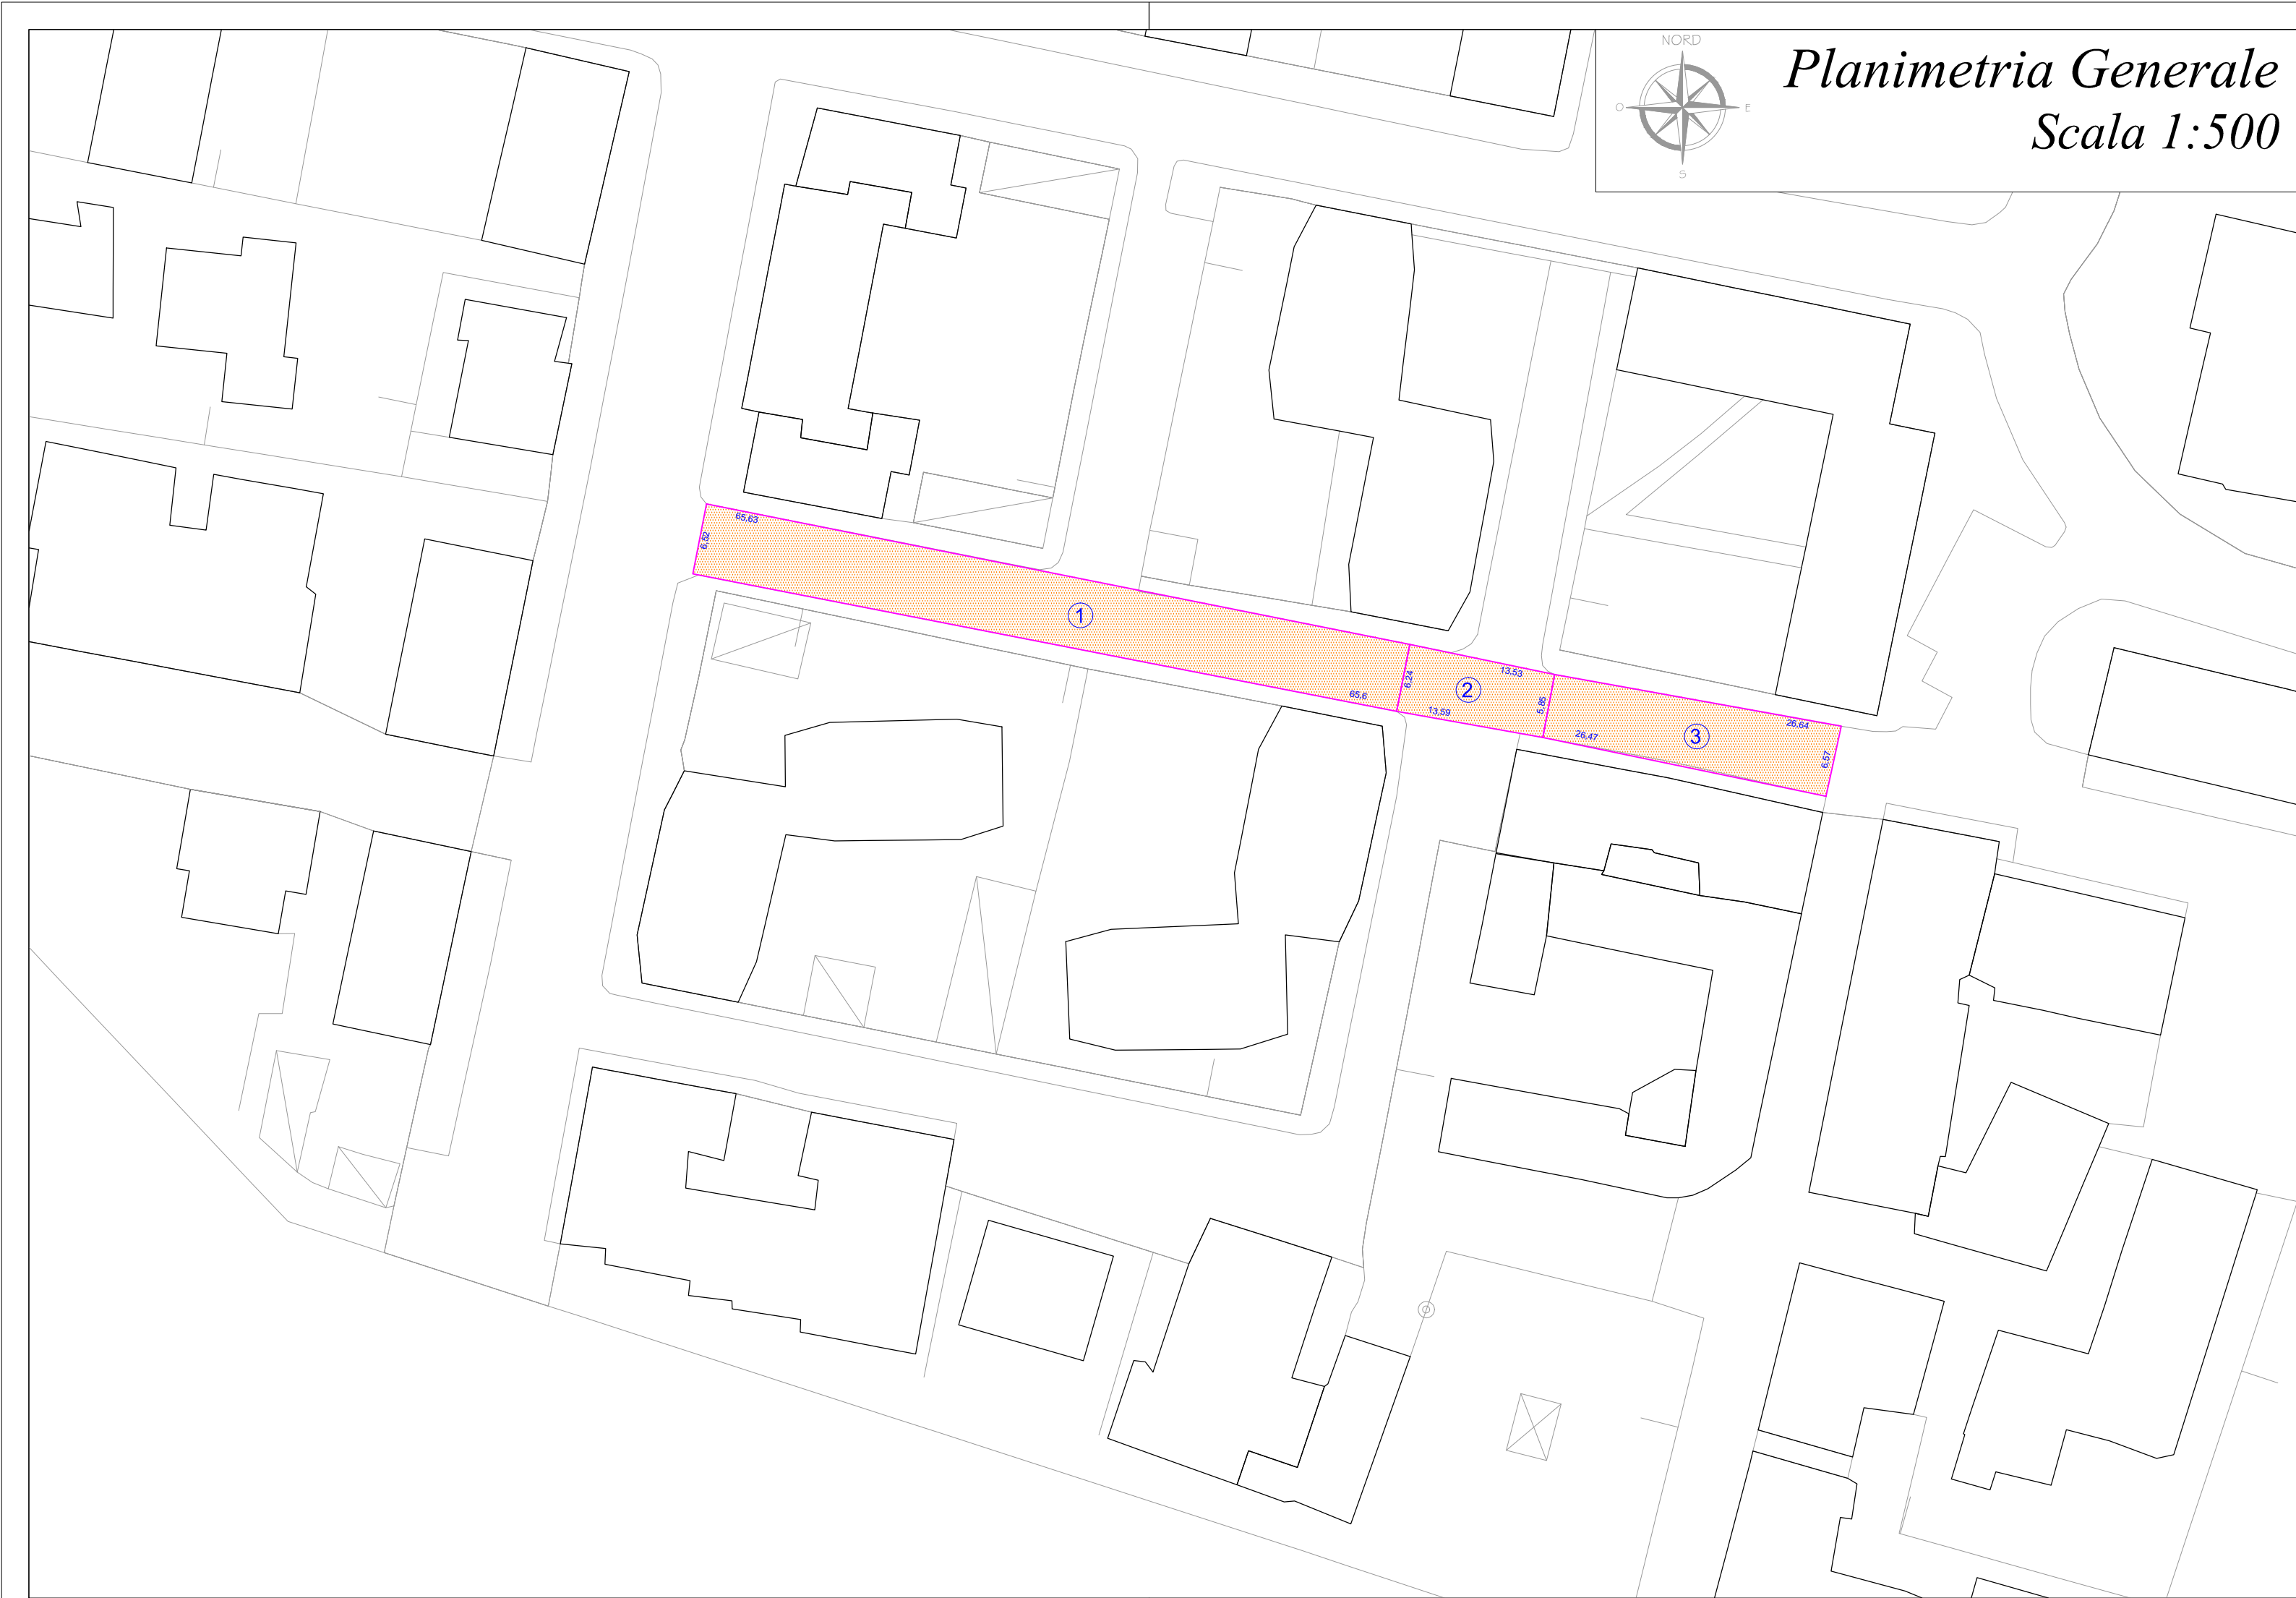 NORD
O
E
S
Planimetria Generale
Scala 1:500
65,63
6,52
1
65,6
6,24
13,53
2
13,59
5,85
26,64
3
26,47
6,57